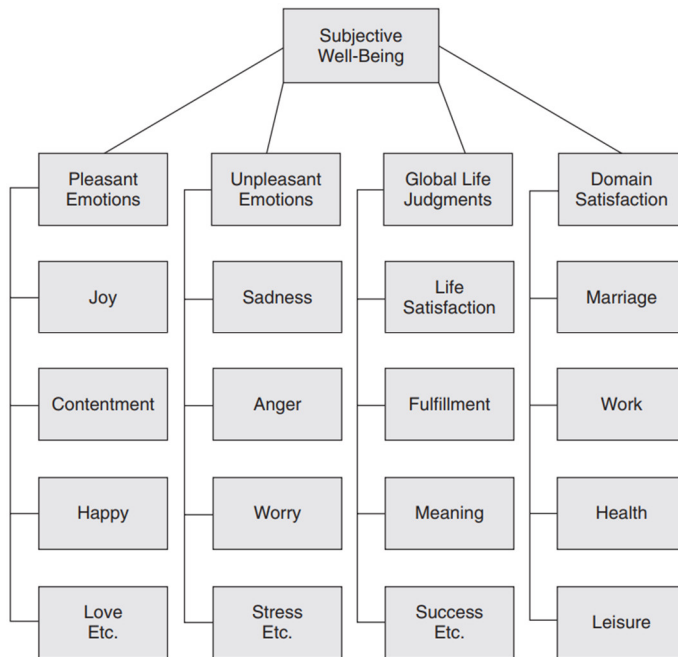 Subjective
Well-Being
Pleasant
Emotions
Unpleasant
Emotions
Global Life
Judgments
Domain
Satisfaction
Joy
Sadness
Life
Satisfaction
Marriage
Contentment
Anger
Fulfillment
Work
Happy
Worry
Meaning
Health
Love
Etc.
Stress
Etc.
Success
Etc.
Leisure